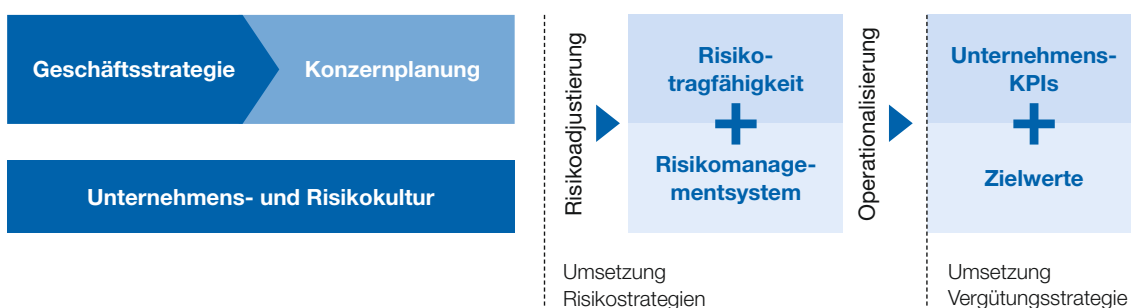 Geschäftsstrategie
Konzernplanung
Unternehmens- und Risikokultur
Risikoadjustierung
Risiko-
tragfähigkeit
+
Risikomanage-
mentsystem
Umsetzung
Risikostrategien
Operationalisierung
Unternehmens-
KPIs
+
Zielwerte
Umsetzung
Vergütungsstrategie